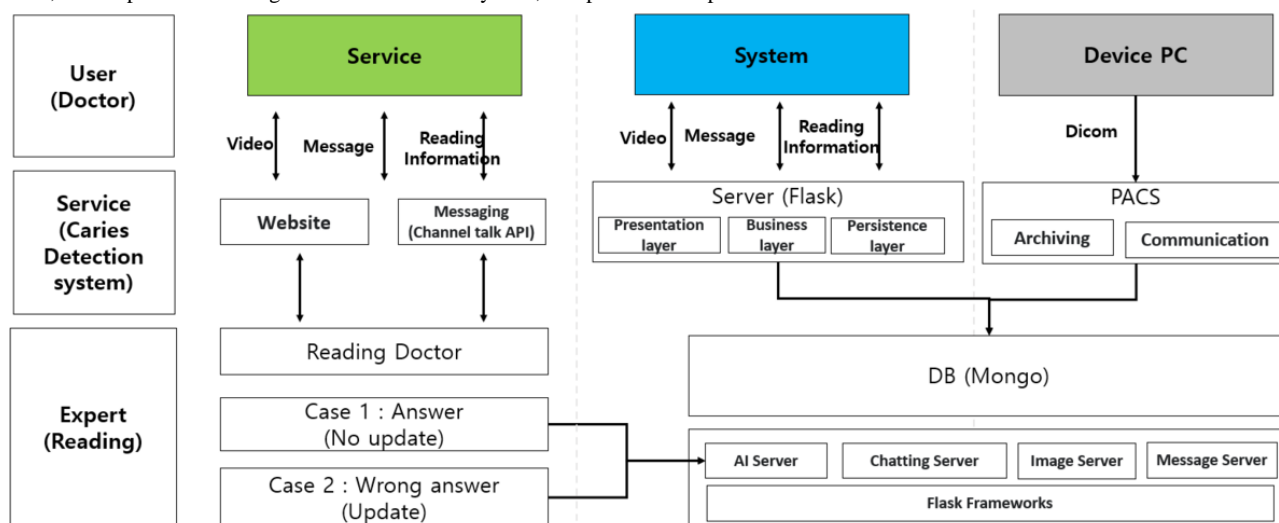 User
(Doctor)
Service
System
Device PC
Video
Message
Reading
Information
Video
Message
Reading
Information
Dicom
Service
(Caries
Detection
system)
Website
Messaging
(Channel talk API)
Server (Flask)
Presentation
layer
Business
layer
Persistence
layer
PACS
Archiving
Communication
Expert
(Reading)
Reading Doctor
Case 1 : Answer
(No update)
Case 2 : Wrong answer
(Update)
DB (Mongo)
AI Server
Chatting Server
Image Server
Message Server
Flask Frameworks